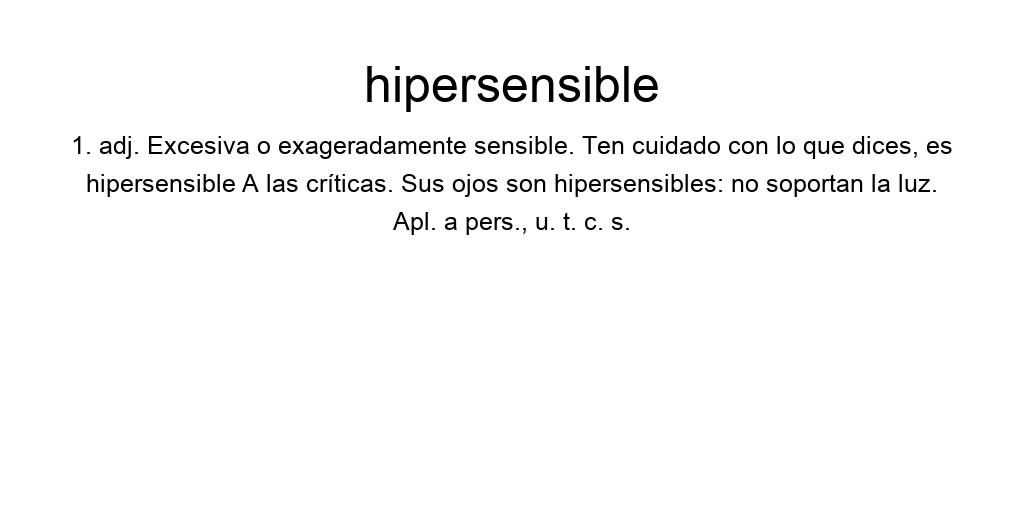 hipersensible
1. adj. Excesiva o exageradamente sensible. Ten cuidado con lo que dices, es
hipersensible A las críticas. Sus ojos son hipersensibles: no soportan la luz.
Apl. a pers., u. t. c. s.